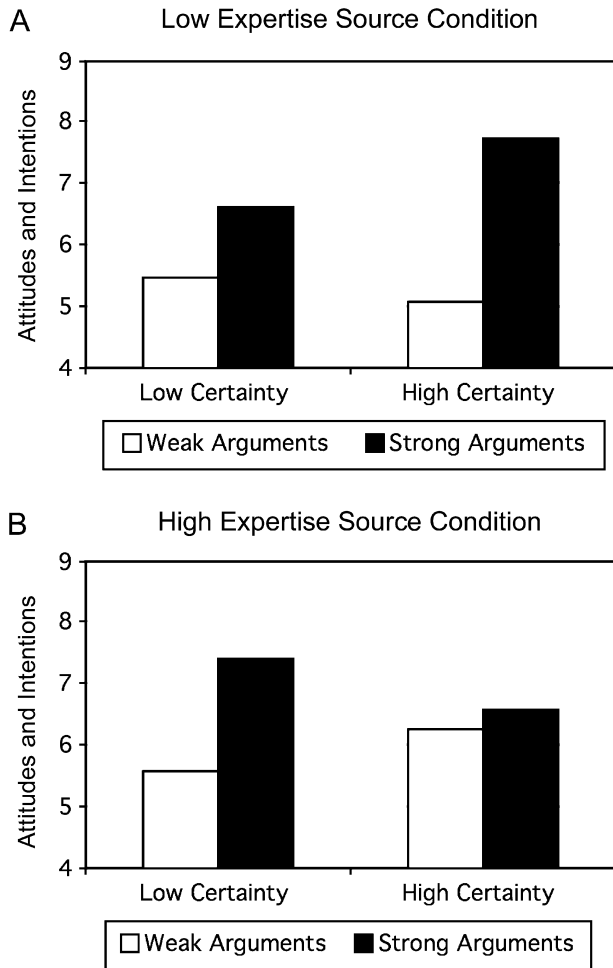 A
Low Expertise Source Condition
Attitudes and Intentions
9
8
7
6
5
4
Low Certainty
High Certainty
Weak Arguments
Strong Arguments
B
High Expertise Source Condition
Attitudes and Intentions
9
8
7
6
5
4
Low Certainty
High Certainty
Weak Arguments
Strong Arguments